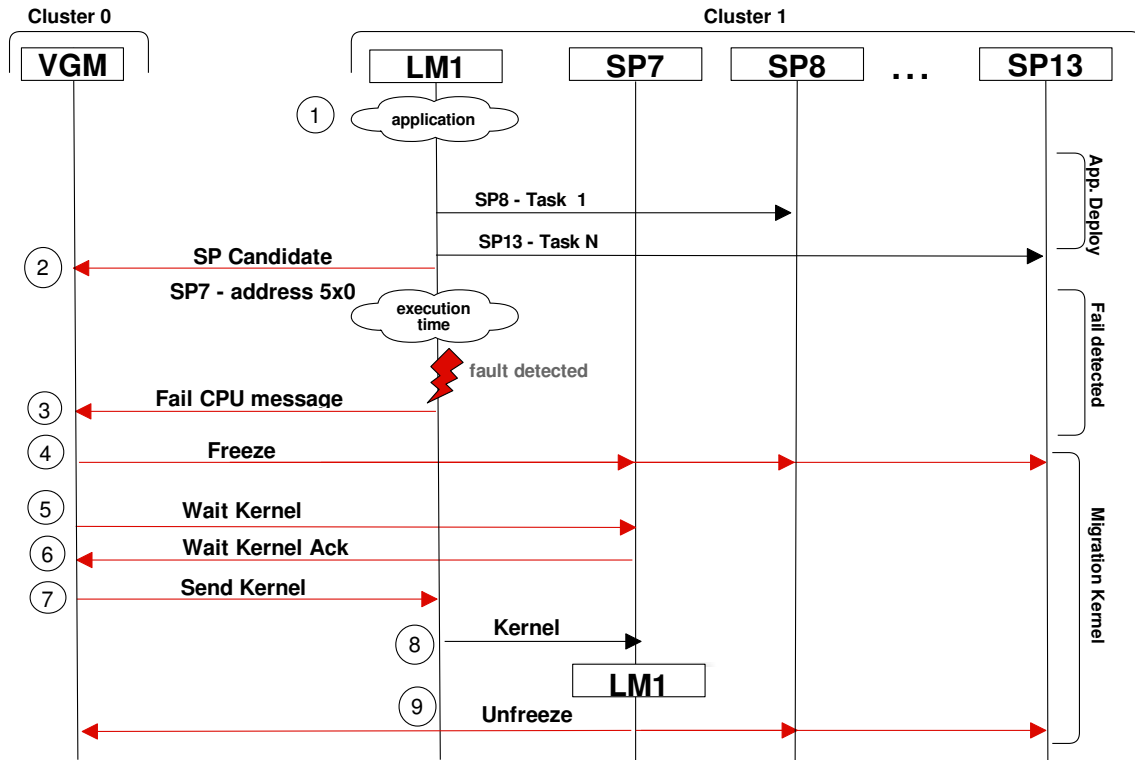 Cluster 0
Cluster 1
VGM
LM1
SP7
SP8
...
SP13
1
application
App. Deploy
SP8 - Task 1
SP13 - Task N
2
SP Candidate
SP7 - address 5x0
execution
time
Fail detected
fault detected
3
Fail CPU message
4
Freeze
5
Wait Kernel
6
Wait Kernel Ack
7
Send Kernel
Migration Kernel
8
Kernel
LM1
9
Unfreeze